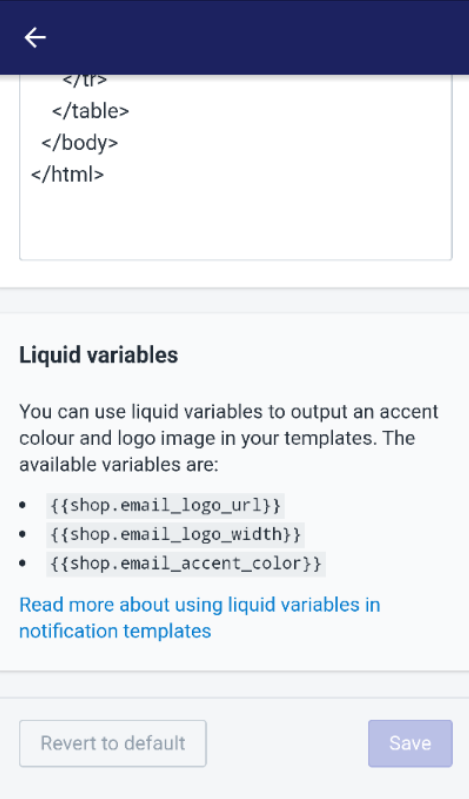 </tr>
</table>
</body>
</html>
Liquid variables
You can use liquid variables to output an accent
colour and logo image in your templates. The
available variables are:
• {{shop.email_logo_url}}
• {{shop.email_logo_width}}
• {{shop.email_accent_color}}
Read more about using liquid variables in
notification templates
Revert to default
Save